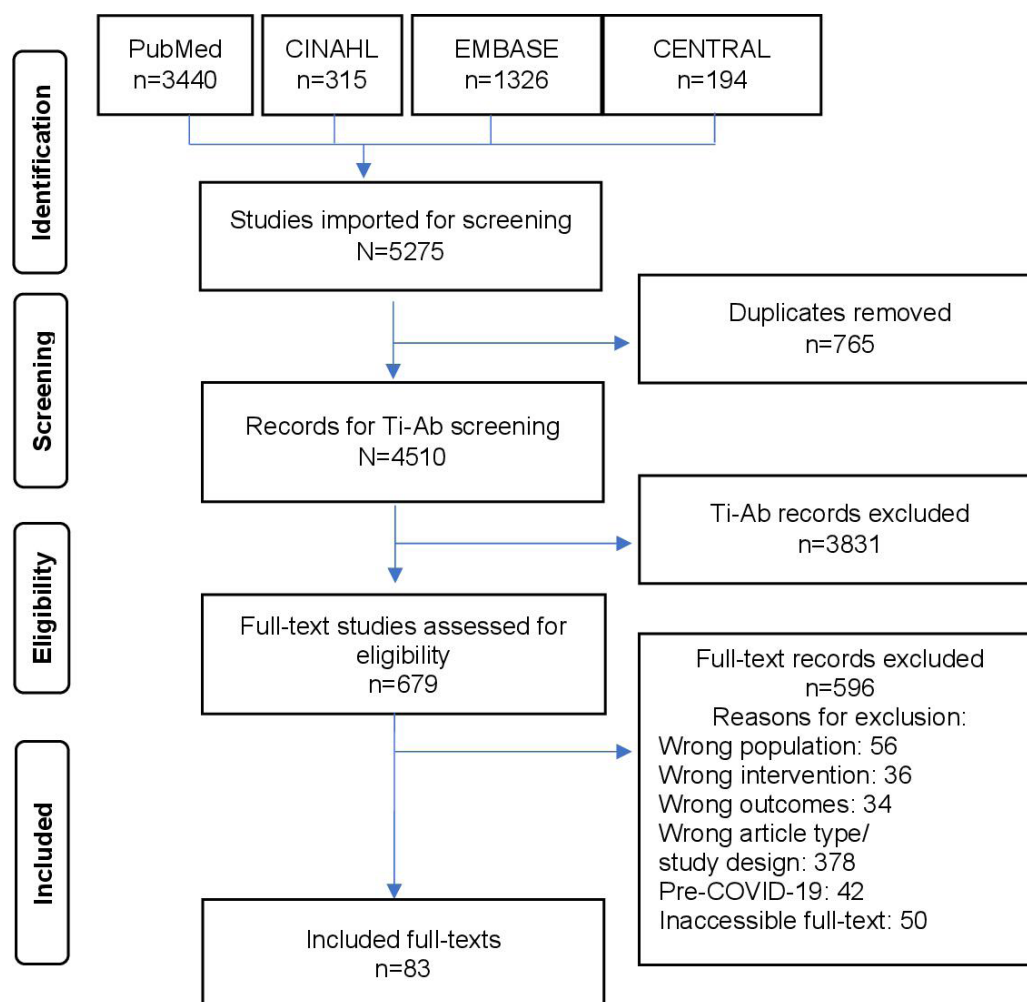 PubMed
n=3440
CINAHL
n=315
EMBASE
n=1326
CENTRAL
n=194
Identification
Studies imported for screening
N=5275
Duplicates removed
n=765
Screening
Records for Ti-Ab screening
N=4510
Ti-Ab records excluded
n=3831
Eligibility
Full-text studies assessed for
eligibility
n=679
Full-text records excluded
n=596
Reasons for exclusion:
Wrong population: 56
Wrong intervention: 36
Wrong outcomes: 34
Wrong article type/
study design: 378
Pre-COVID-19: 42
Inaccessible full-text: 50
Included
Included full-texts
n=83